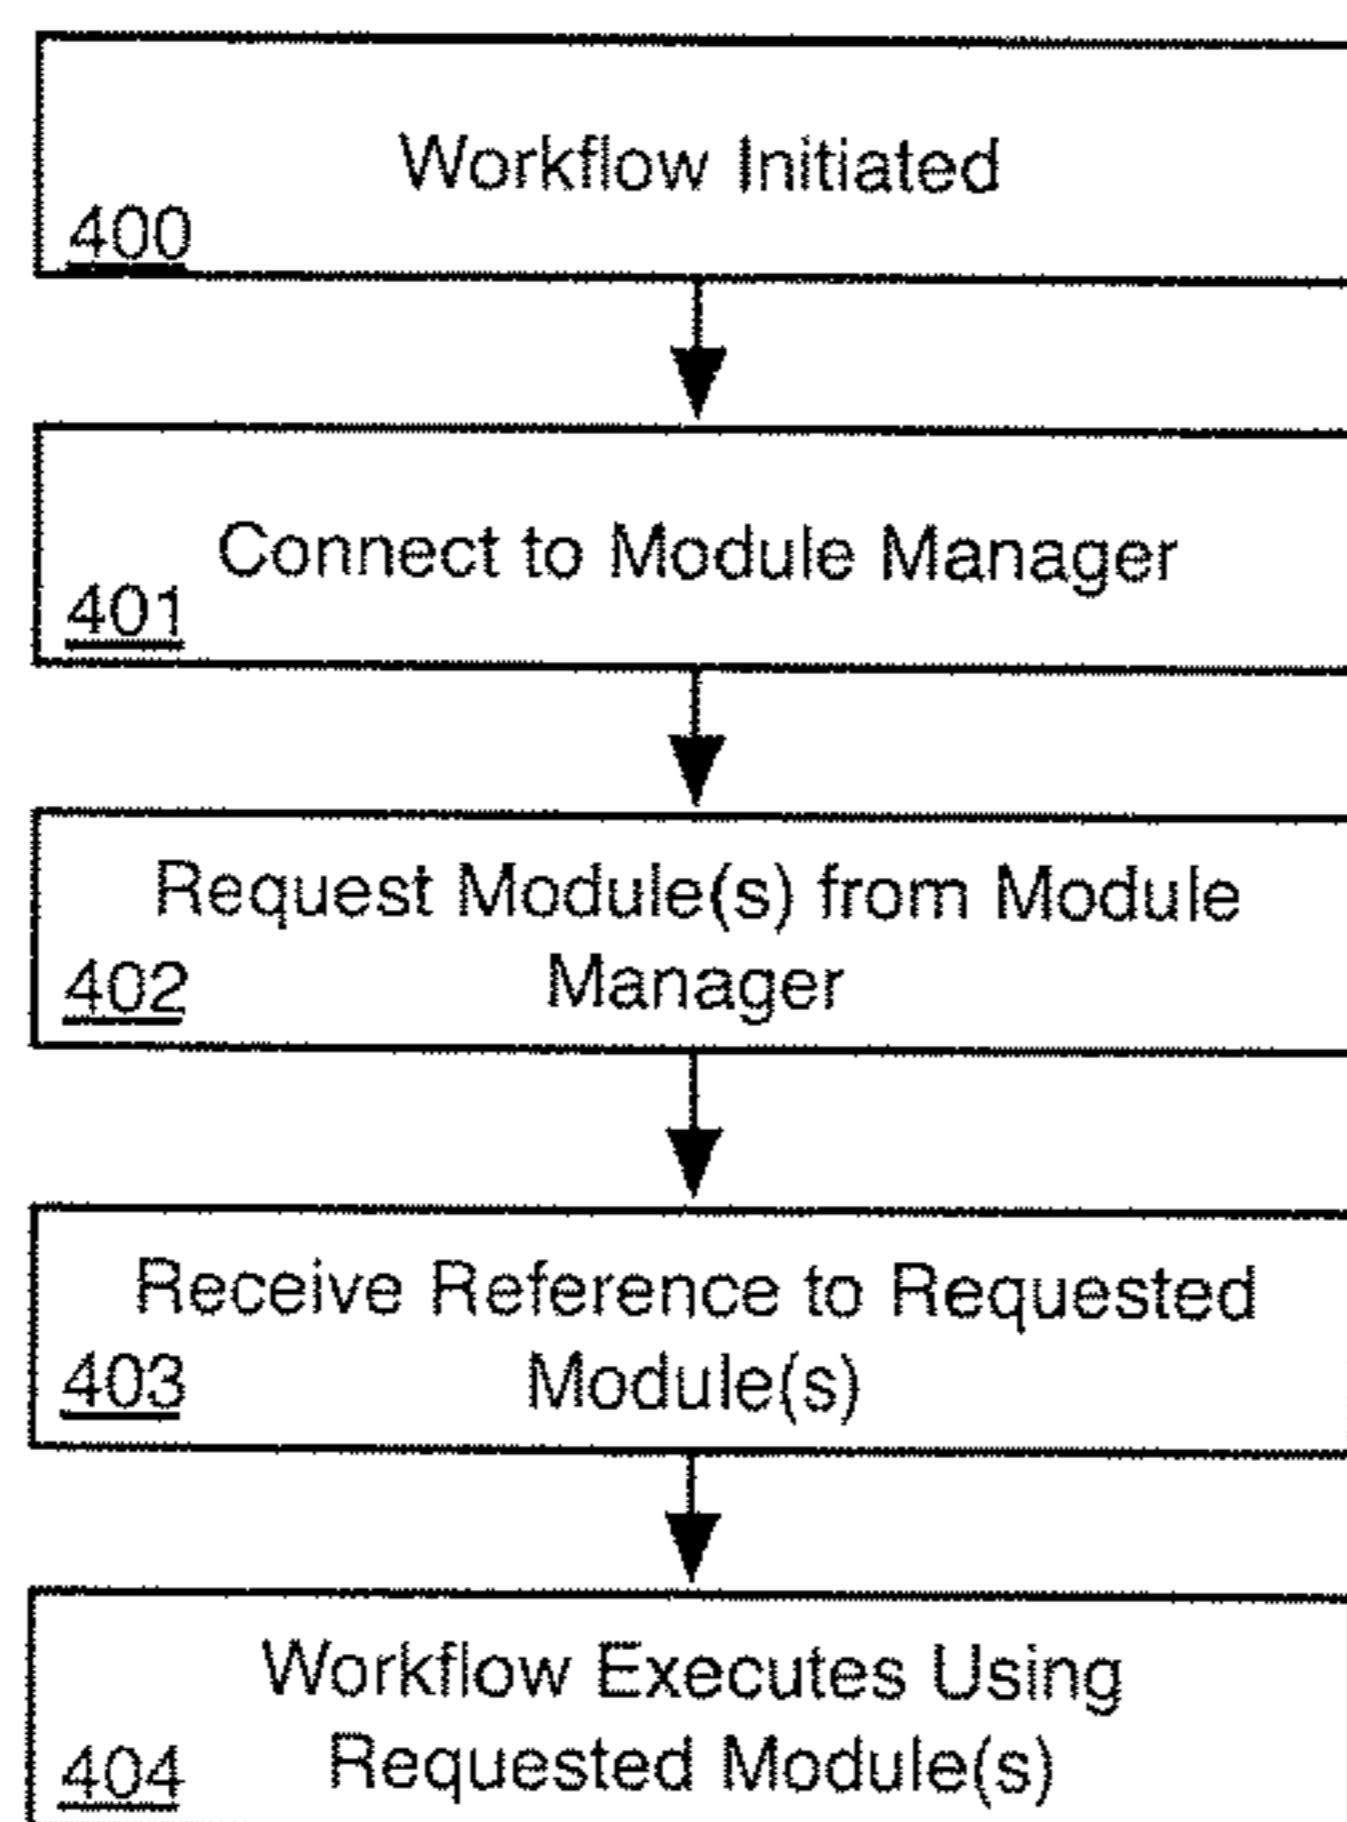 Workflow Initiated
400
Connect to Module Manager
401
Request Module(s) from Module
Manager
402
Receive Reference to Requested
Module(s)
403
Workflow Executes Using
Requested Module(s)
404